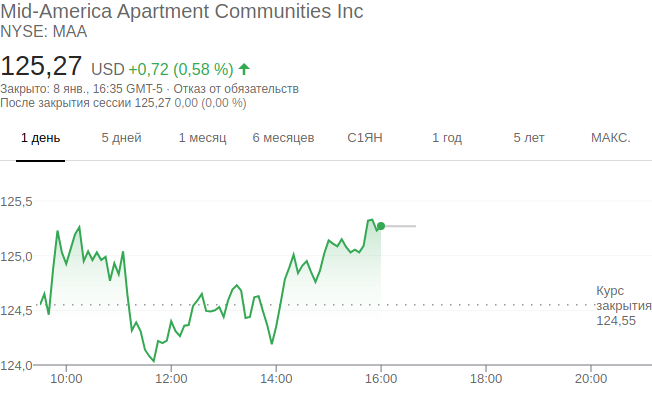 Mid-America Apartment Communities Inc
NYSE: MAA
125,27 USD +0,72 (0,58 %)
Закрыто: 8 янв., 16:35 GMT-5 · Отказ от обязательств
После закрытия сессии 125,27 0,00 (0,00 %)
1 день 5 дней 1 месяц 6 месяцев С1ЯН 1 год 5 лет МАКС.
125,5
125,0
124,5
124,0
Курс
закрытия
124,55
10:00 12:00 14:00 16:00 18:00 20:00